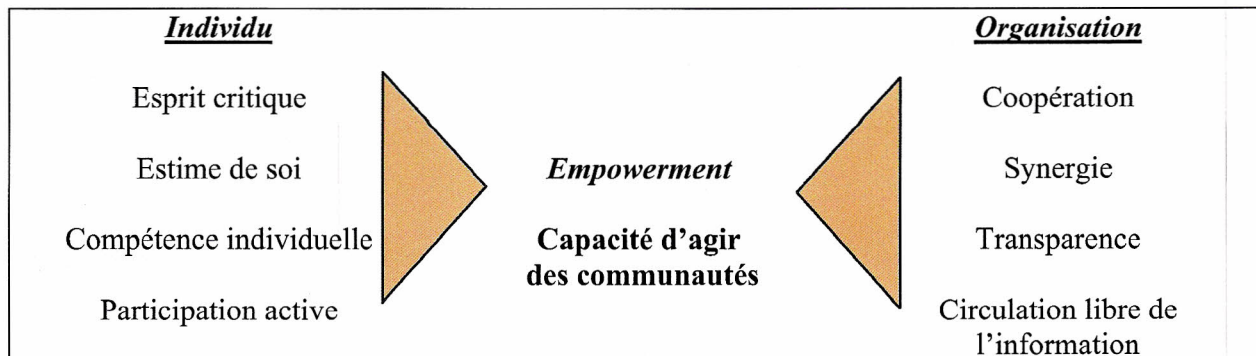 Individu
Esprit critique
Estime de soi
Compétence individuelle
Participation active
Empowerment
Capacité d'agir
des communautés
Organisation
Coopération
Synergie
Transparence
Circulation libre de
l'information